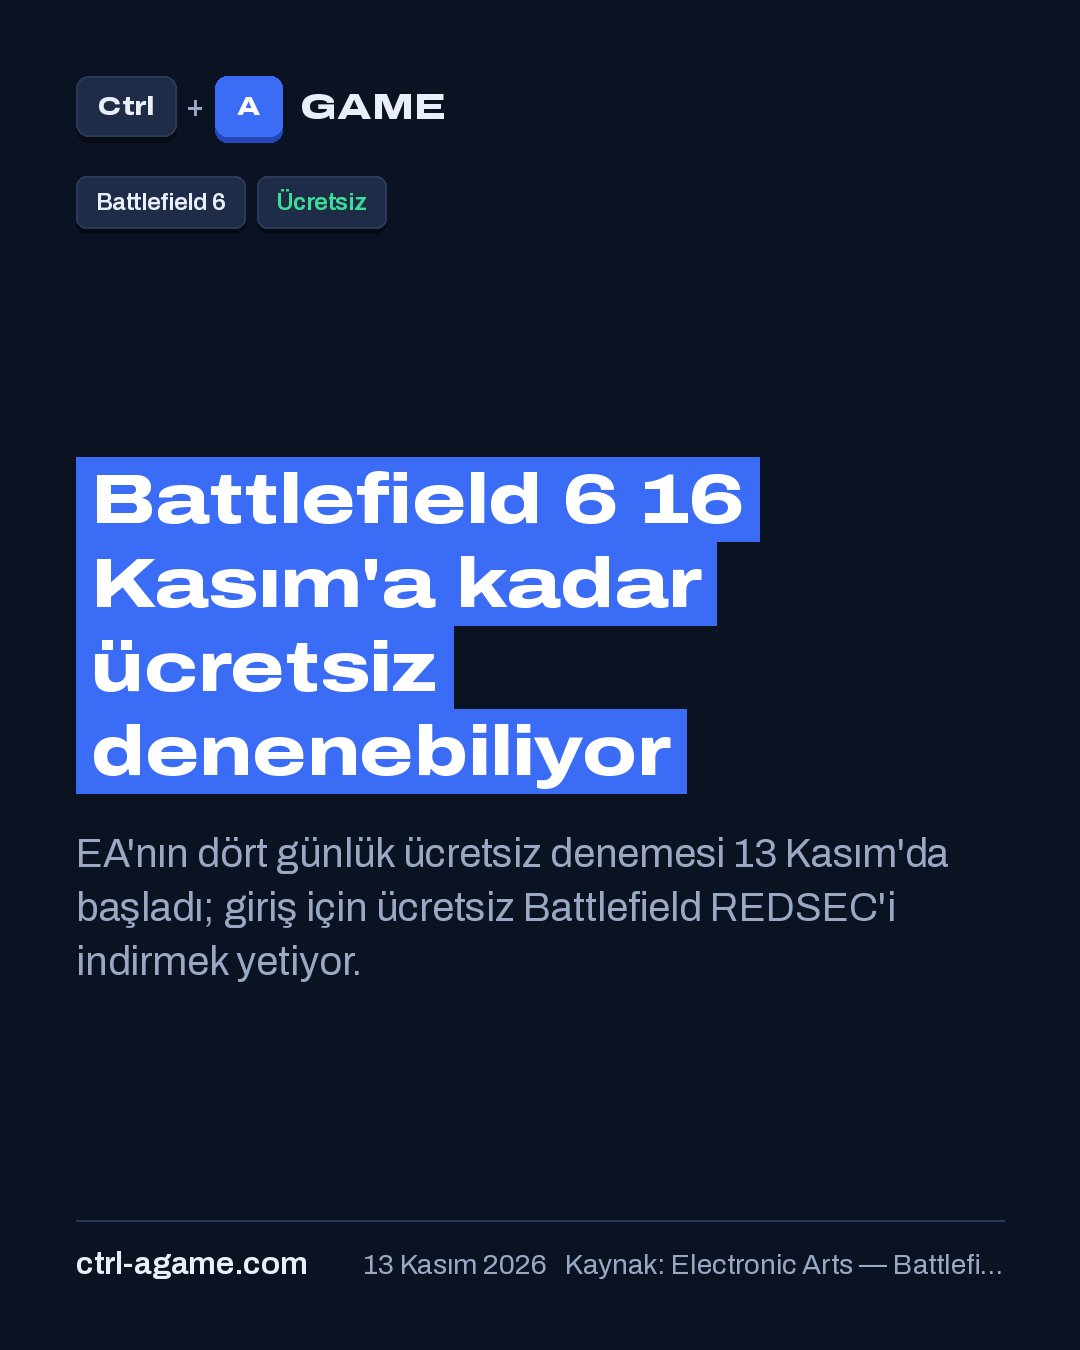 Ctrl + A GAME
Battlefield 6 Ücretsiz
Battlefield 6 16
Kasım'a kadar
ücretsiz
denenebiliyor
EA'nın dört günlük ücretsiz denemesi 13 Kasım'da
başladı; giriş için ücretsiz Battlefield REDSEC'i
indirmek yetiyor.
ctrl-agame.com 13 Kasım 2026 Kaynak: Electronic Arts — Battlefi...